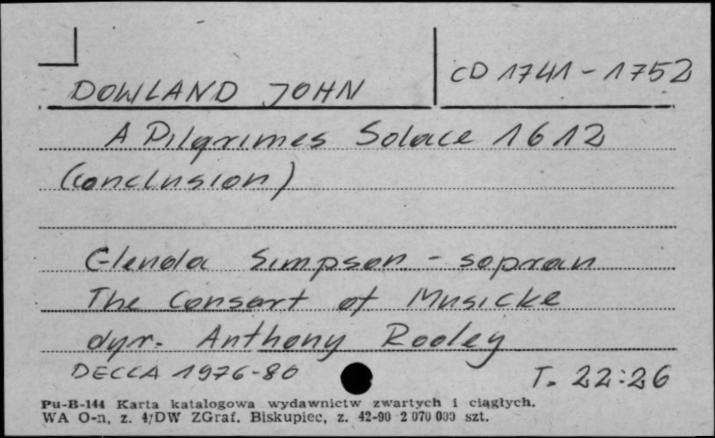 DOWLAND JOHN
CD 1741-1752
A Pilgrimes Solace 1612
(conclusion)
Glenda Simpson - sopran
The Consort of Musicke
dyr. Anthony Rooley
DECCA 1976-80
T. 22:26
Pu-B-144 Karta katalogowa wydawnictw zwartych i ciągłych.
WA O-n, z. 4/DW ZGraf. Biskupiec, z. 42-90 2 070 000 szt.